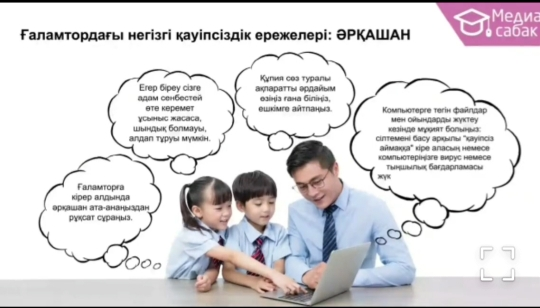 Ғаламтордағы негізгі қауіпсіздік ережелері: ӘРҚАШАН
Медиа
сабақ
Егер біреу сізге
адам сенбестей
өте керемет
ұсыныс жасаса,
шындық болмауы,
алдап тұруы мүмкін.
Құпия сөз туралы
ақпаратты әрдайым
өзіңіз ғана біліңіз,
ешкімге айтпаңыз.
Компьютерге тегін файлдар
мен ойындарды жүктеу
кезінде мұқият болыңыз:
сілтемені басу арқылы "қауіпсіз
аймаққа" кіре аласың немесе
компьютеріңізге вирус немесе
тыңшылық бағдарламасы
жүк
Ғаламторға
кірер алдында
әрқашан ата-анаңыздан
рұқсат сұраңыз.